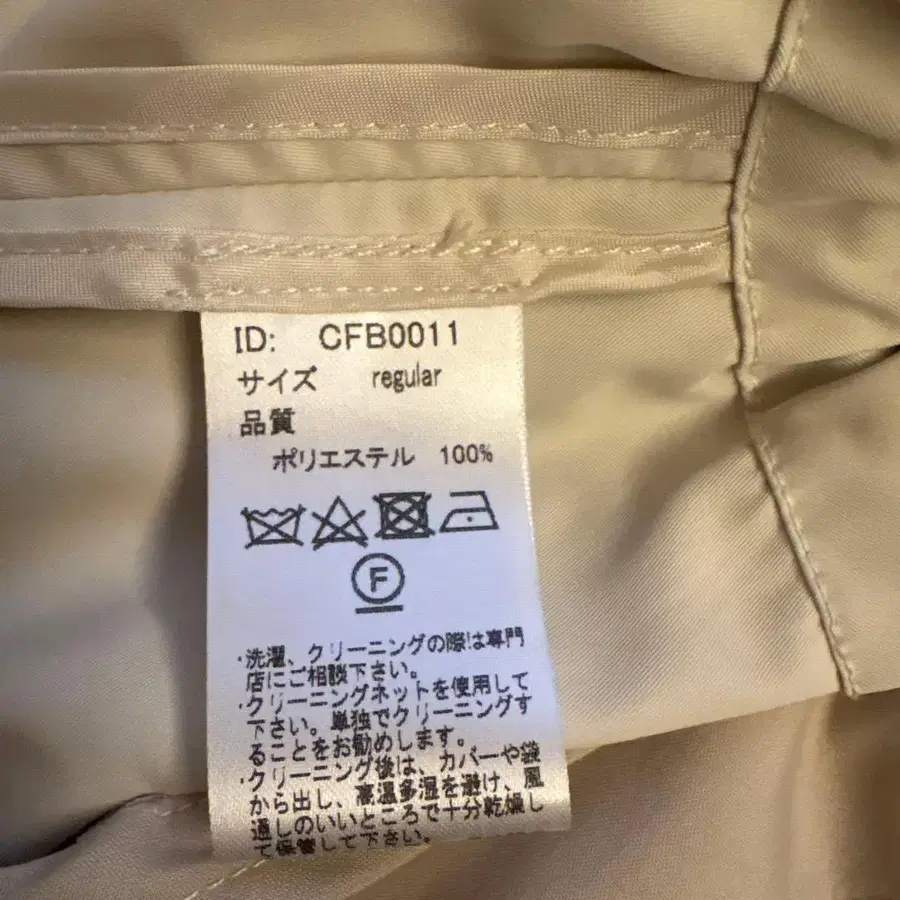 ID: CFB0011
サイズ regular
品質
ポリエステル 100%
F
・洗濯、クリーニングの際は専門
店にご相談下さい。
・クリーニングネットを使用して
下さい。単独でクリーニングす
ることをお勧めします。
・クリーニング後は、カバーや袋
から出し、高温多湿を避け、風
通しのいいところで十分乾燥し
て保管して下さい。